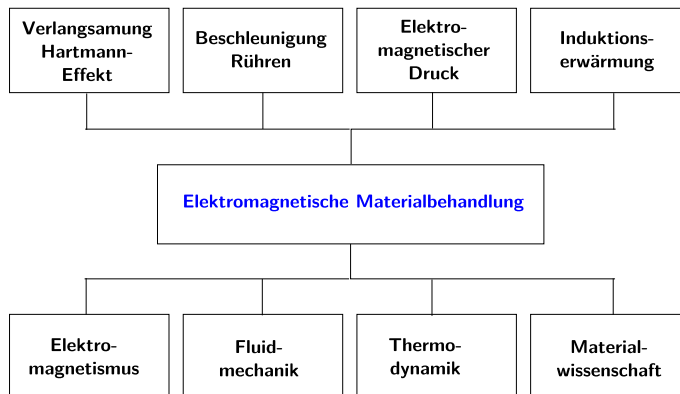 Verlangsamung
Hartmann-
Effekt
Beschleunigung
Rühren
Elektro-
magnetischer
Druck
Induktions-
erwärmung
Elektromagnetische Materialbehandlung
Elektro-
magnetismus
Fluid-
mechanik
Thermo-
dynamik
Material-
wissenschaft